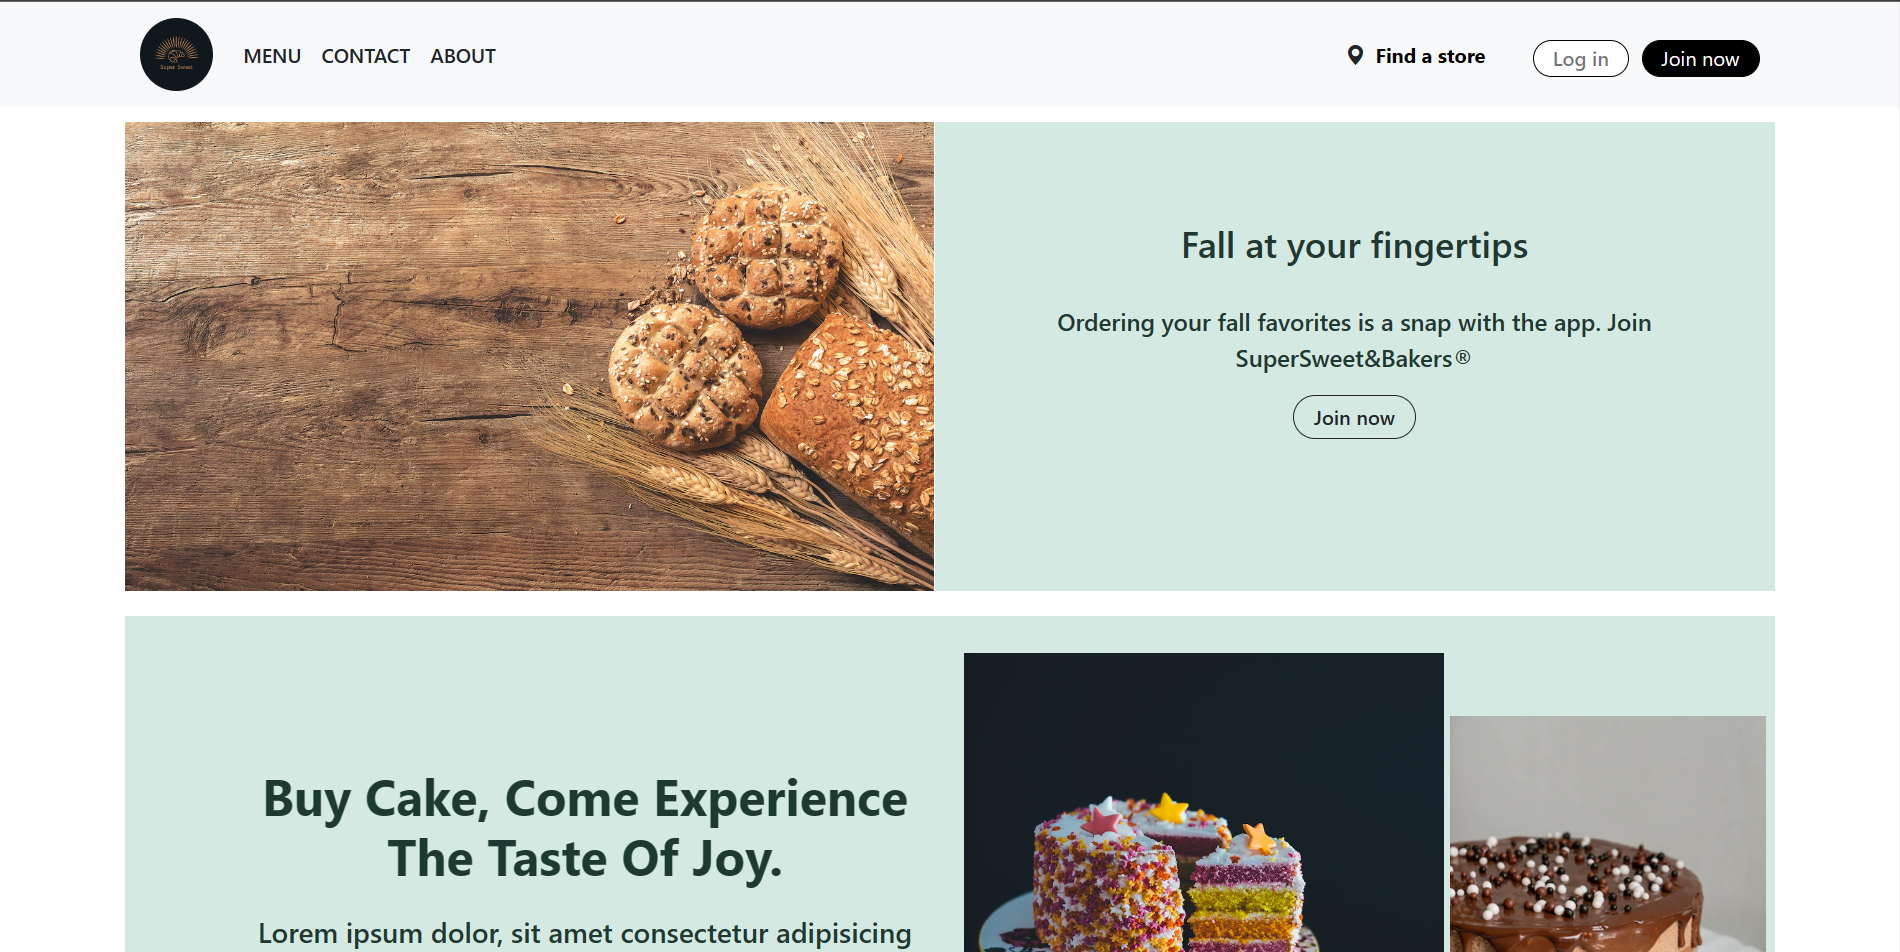 Super Sweet
MENU CONTACT ABOUT
Find a store
Log in
Join now
Fall at your fingertips
Ordering your fall favorites is a snap with the app. Join
SuperSweet&Bakers®
Join now
Buy Cake, Come Experience
The Taste Of Joy.
Lorem ipsum dolor, sit amet consectetur adipisicing